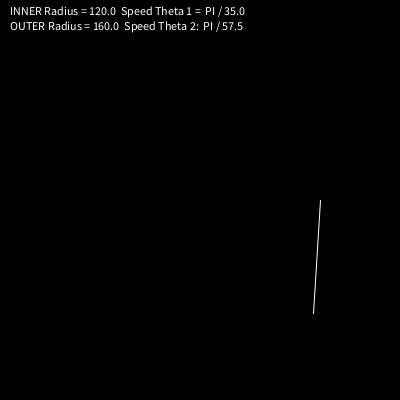 INNER Radius = 120.0  Speed Theta 1 =  PI / 35.0
OUTER Radius = 160.0  Speed Theta 2:  PI / 57.5